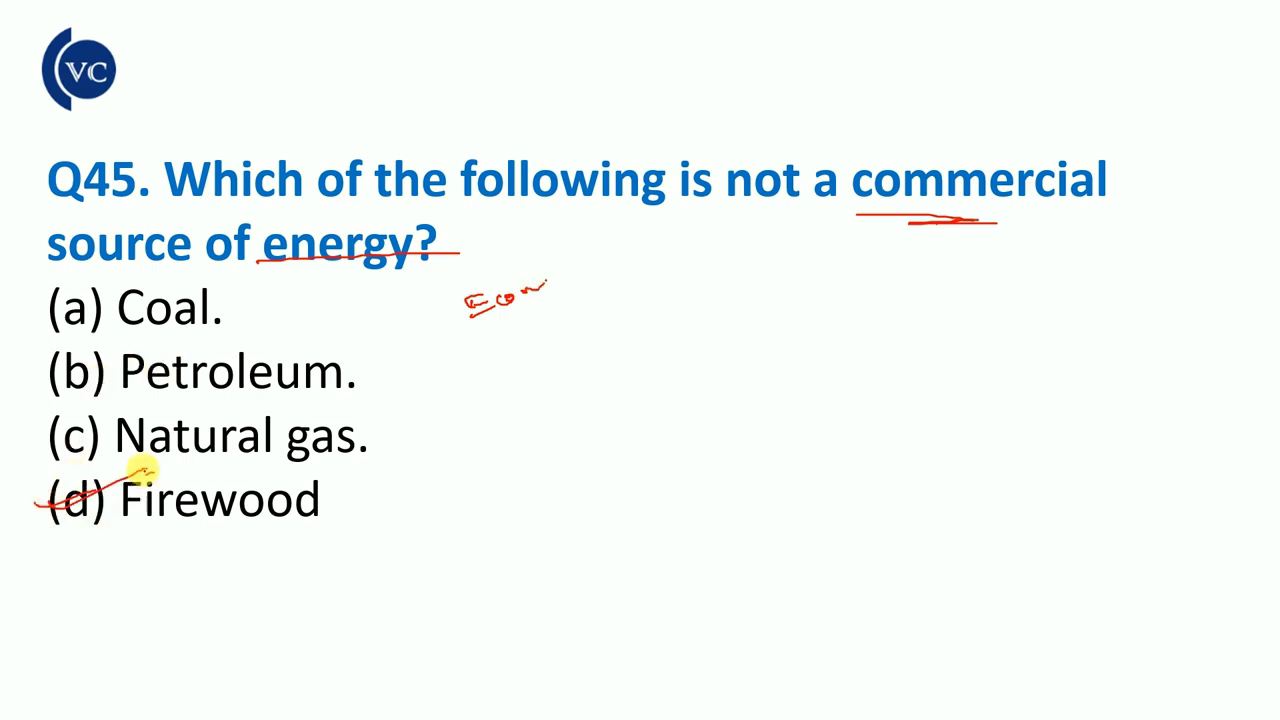 VC
Q45. Which of the following is not a commercial
source of energy?
(a) Coal.
(b) Petroleum.
(c) Natural gas.
(d) Firewood